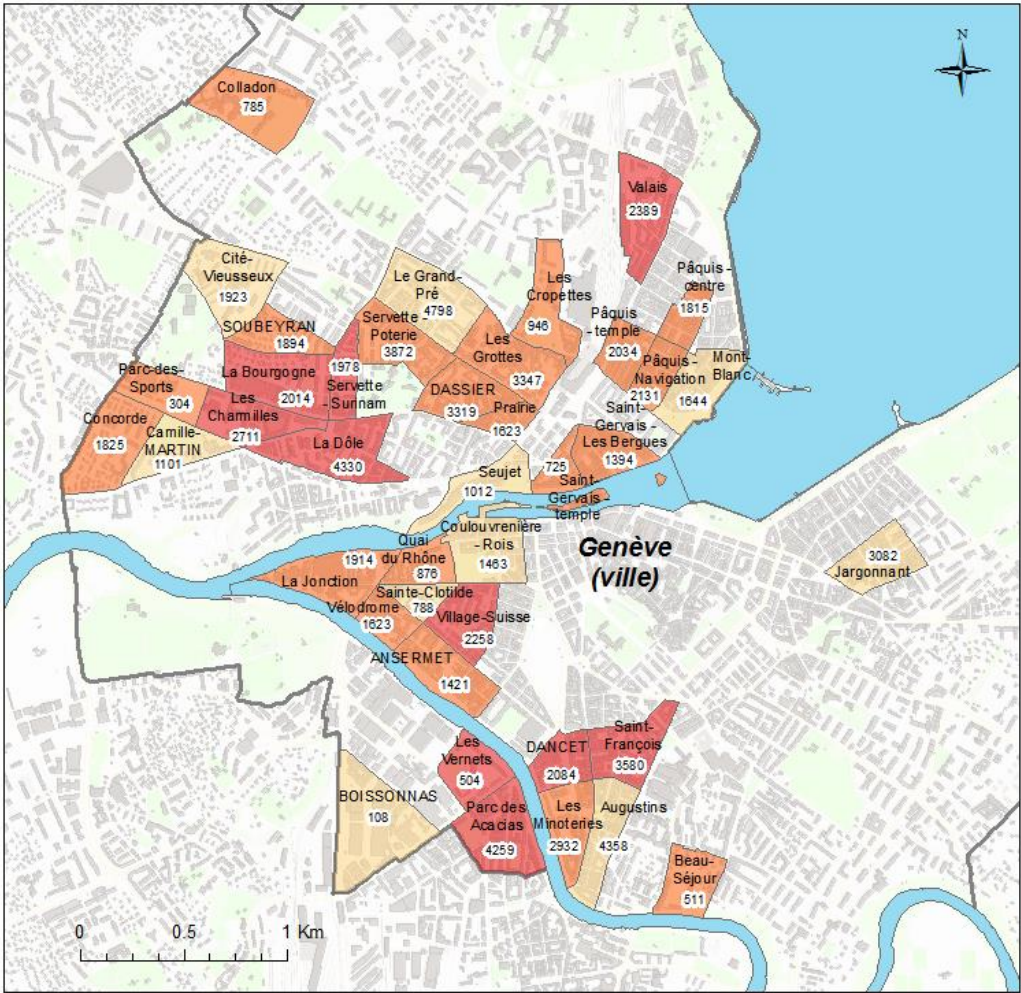 N
Colladon
785
Valais
2389
Cité-
Vieusseux
1923
Le Grand-
Pré
4798
Les
Cropettes
946
Pâquis -
centre
1815
Pâquis
- temple
2034
SOUBEYRAN
1894
Servette -
Poterie
3872
Les
Grottes
3347
Pâquis -
Navigation
2131
Mont-
Blanc
1644
Parc-des-
Sports
304
La Bourgogne
2014
1978
Servette
- Sunnam
DASSIER
3319
Prairie
1623
Concorde
1825
Camille-
MARTIN
1101
Les
Charmilles
2711
La Dôle
4330
Saint-
Gervais -
Les Bergues
1394
Seujet
1012
725
Saint-
Gervais
temple
Coulouvrenière
- Rois
1463
Genève
(ville)
3082
Jargonnant
Quai
du Rhône
876
1914
La Jonction
Sainte-Clotilde
788
Vélodrome
1623
Village-Suisse
2258
ANSERMET
1421
Les
Vernets
504
DANCET
2084
Saint-
François
3580
BOISSONNAS
108
Parc des
Acacias
4259
Les
Minoteries
2932
Augustins
4358
Beau-
Séjour
511
0 0.5 1 Km